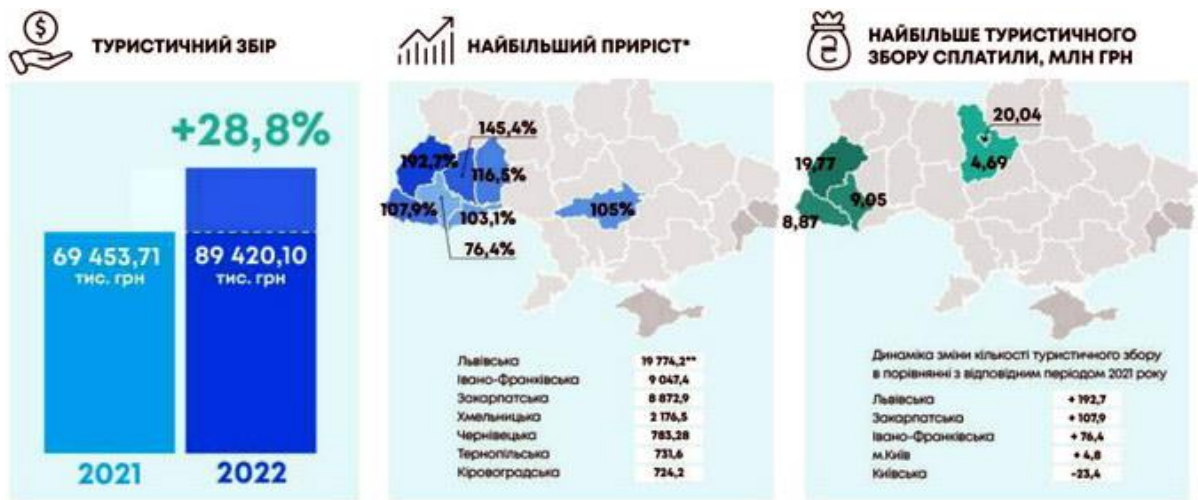 ТУРИСТИЧНИЙ ЗБІР
+28,8%
69 453,71
тис. грн
89 420,10
тис. грн
2021
2022
НАЙБІЛЬШИЙ ПРИРІСТ*
145,4%
192,7%
116,5%
107,9%
103,1%
105%
76,4%
Львівська 19 774,2**
Івано-Франківська 9 047,4
Закарпатська 8 872,9
Хмельницька 2 176,5
Чернівецька 783,28
Тернопільська 731,6
Кіровоградська 724,2
НАЙБІЛЬШЕ ТУРИСТИЧНОГО
ЗБОРУ СПЛАТИЛИ, МЛН ГРН
20,04
19,77
4,69
9,05
8,87
Динаміка зміни кількості туристичного збору
в порівнянні з відповідним періодом 2021 року
Львівська + 192,7
Закарпатська + 107,9
Івано-Франківська + 76,4
м.Київ + 4,8
Київська -23,4